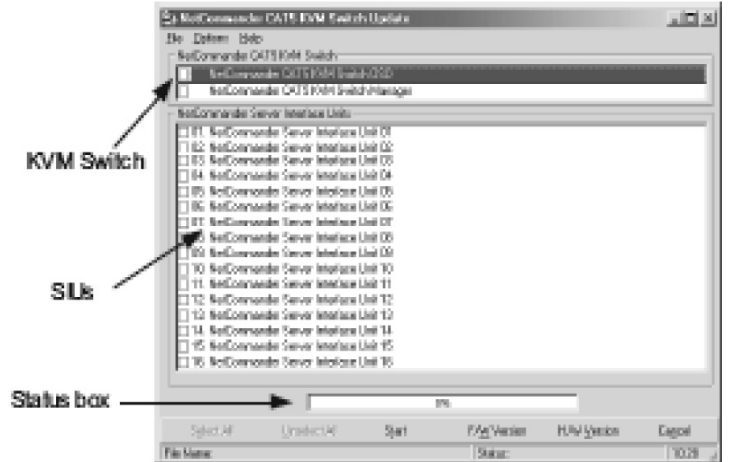 NetCommander CAT5 KVM Switch Update
File Options Help
NetCommander CAT5 KVM Switch
NetCommander CAT5 KVM Switch OSD
NetCommander CAT5 KVM Switch Manager
NetCommander Server Interface Units
01. NetCommander Server Interface Unit 01
02. NetCommander Server Interface Unit 02
03. NetCommander Server Interface Unit 03
04. NetCommander Server Interface Unit 04
05. NetCommander Server Interface Unit 05
06. NetCommander Server Interface Unit 06
07. NetCommander Server Interface Unit 07
08. NetCommander Server Interface Unit 08
09. NetCommander Server Interface Unit 09
10. NetCommander Server Interface Unit 10
11. NetCommander Server Interface Unit 11
12. NetCommander Server Interface Unit 12
13. NetCommander Server Interface Unit 13
14. NetCommander Server Interface Unit 14
15. NetCommander Server Interface Unit 15
16. NetCommander Server Interface Unit 16
KVM Switch
SIUs
Status box
0%
Select All Unselect All Start F/W Version H/W Version Cancel
File Name: Status: 10:29